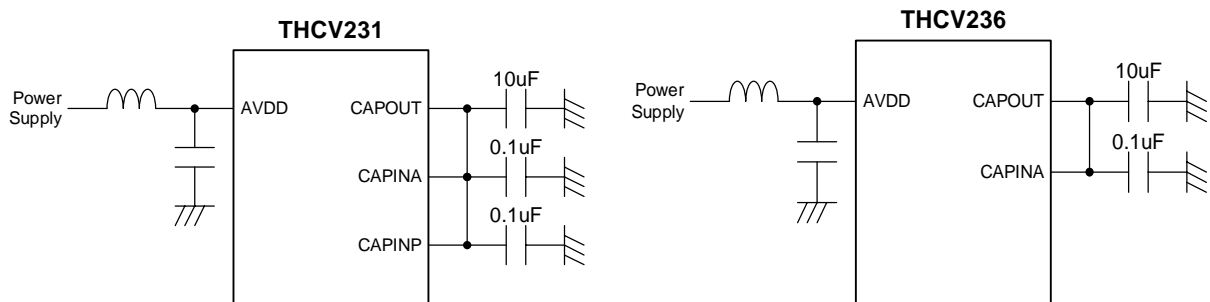 THCV231
Power
Supply
AVDD
CAPOUT
CAPINA
CAPINP
10uF
0.1uF
0.1uF
THCV236
Power
Supply
AVDD
CAPOUT
CAPINA
10uF
0.1uF